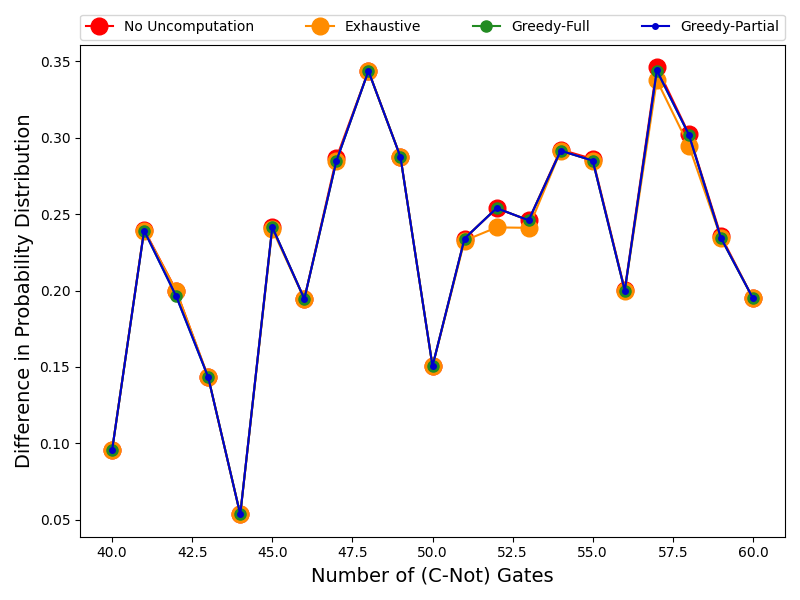 No Uncomputation Exhaustive Greedy-Full Greedy-Partial
0.35
0.30
0.25
0.20
0.15
0.10
0.05
Difference in Probability Distribution
40.0 42.5 45.0 47.5 50.0 52.5 55.0 57.5 60.0
Number of (C-Not) Gates